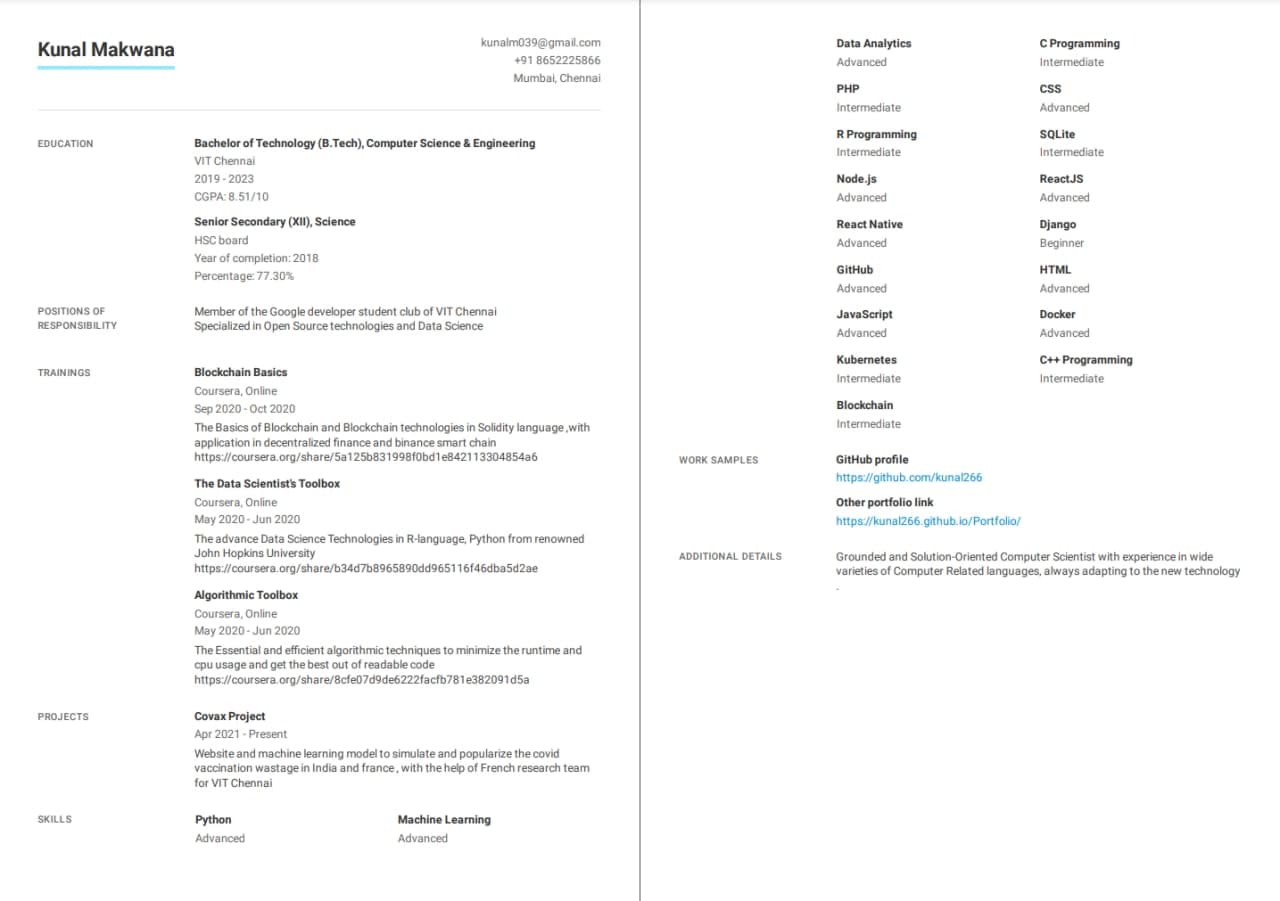 Kunal Makwana
kunalm039@gmail.com
+91 8652225866
Mumbai, Chennai
EDUCATION
Bachelor of Technology (B.Tech), Computer Science & Engineering
VIT Chennai
2019 - 2023
CGPA: 8.51/10
Senior Secondary (XII), Science
HSC board
Year of completion: 2018
Percentage: 77.30%
POSITIONS OF
RESPONSIBILITY
Member of the Google developer student club of VIT Chennai
Specialized in Open Source technologies and Data Science
TRAININGS
Blockchain Basics
Coursera, Online
Sep 2020 - Oct 2020
The Basics of Blockchain and Blockchain technologies in Solidity language ,with
application in decentralized finance and binance smart chain
https://coursera.org/share/5a125b831998f0bd1e842113304854a6
The Data Scientist's Toolbox
Coursera, Online
May 2020 - Jun 2020
The advance Data Science Technologies in R-language, Python from renowned
John Hopkins University
https://coursera.org/share/b34d7b8965890dd965116f46dba5d2ae
Algorithmic Toolbox
Coursera, Online
May 2020 - Jun 2020
The Essential and efficient algorithmic techniques to minimize the runtime and
cpu usage and get the best out of readable code
https://coursera.org/share/8cfe07d9de6222facfb781e382091d5a
PROJECTS
Covax Project
Apr 2021 - Present
Website and machine learning model to simulate and popularize the covid
vaccination wastage in India and france , with the help of French research team
for VIT Chennai
SKILLS
Python
Advanced
Machine Learning
Advanced
Data Analytics
Advanced
C Programming
Intermediate
PHP
Intermediate
CSS
Advanced
R Programming
Intermediate
SQLite
Intermediate
Node.js
Advanced
ReactJS
Advanced
React Native
Advanced
Django
Beginner
GitHub
Advanced
HTML
Advanced
JavaScript
Advanced
Docker
Advanced
Kubernetes
Intermediate
C++ Programming
Intermediate
Blockchain
Intermediate
WORK SAMPLES
GitHub profile
https://github.com/kunal266
Other portfolio link
https://kunal266.github.io/Portfolio/
ADDITIONAL DETAILS
Grounded and Solution-Oriented Computer Scientist with experience in wide
varieties of Computer Related languages, always adapting to the new technology
.